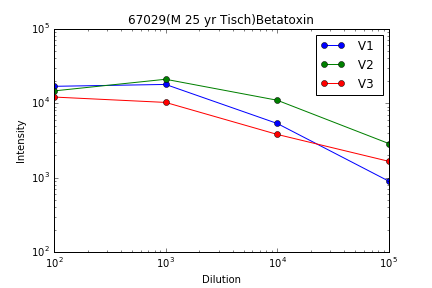 67029(M 25 yr Tisch)Betatoxin
10^5
10^4
10^3
10^2
Intensity
V1
V2
V3
10^2 10^3 10^4 10^5
Dilution